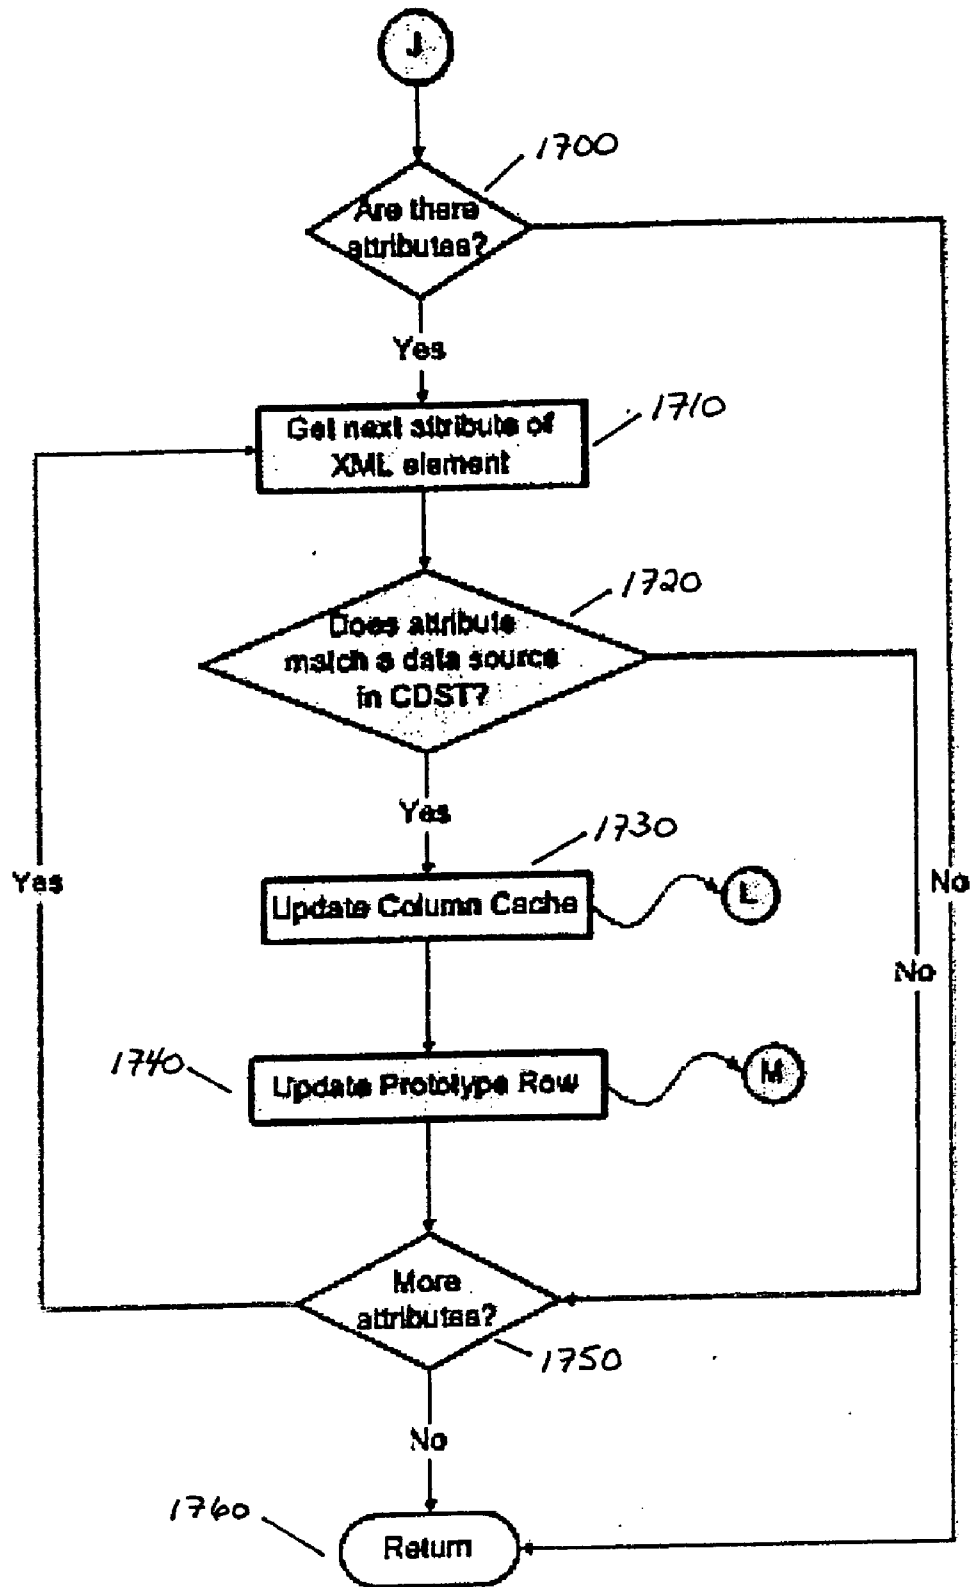 J
1700
Are there
attributes?
Yes
1710
Get next attribute of
XML element
1720
Does attribute
match a data source
in CDST?
Yes
1730
Yes
Update Column Cache
L
No
No
1740
Update Prototype Row
M
More
attributes?
1750
No
1760
Return